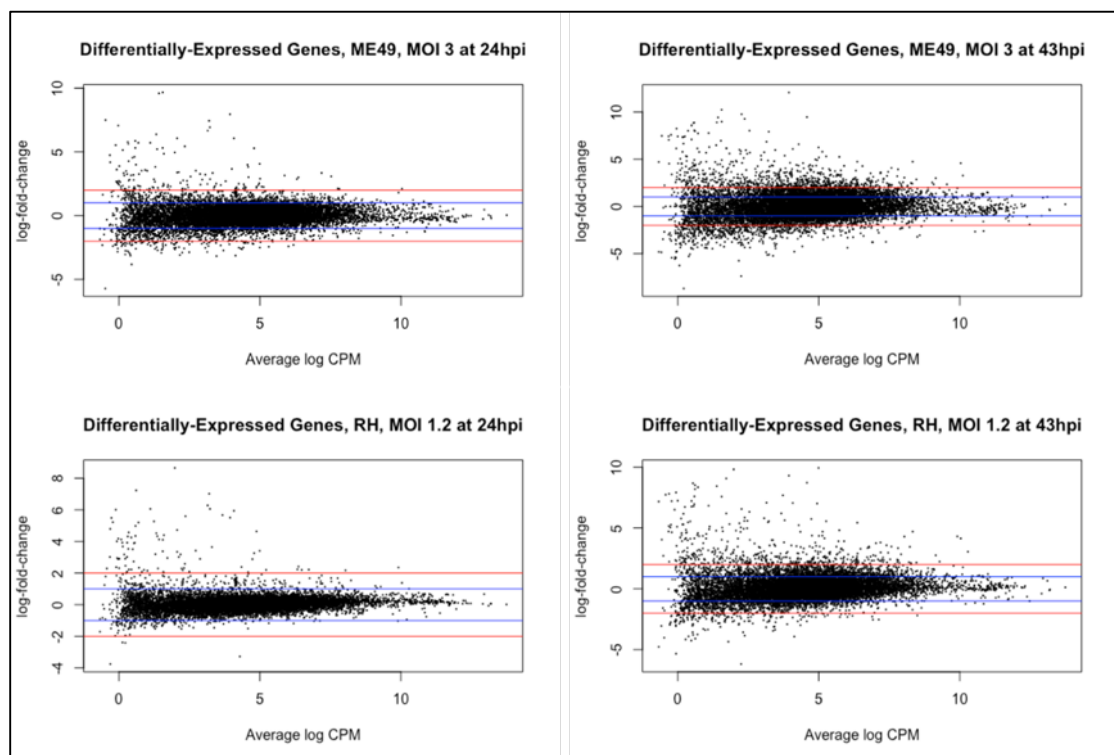 Differentially-Expressed Genes, ME49, MOI 3 at 24hpi
log-fold-change
10
5
0
-5
0 5 10
Average log CPM
Differentially-Expressed Genes, ME49, MOI 3 at 43hpi
log-fold-change
10
5
0
-5
0 5 10
Average log CPM
Differentially-Expressed Genes, RH, MOI 1.2 at 24hpi
log-fold-change
8
6
4
2
0
-2
-4
0 5 10
Average log CPM
Differentially-Expressed Genes, RH, MOI 1.2 at 43hpi
log-fold-change
10
5
0
-5
0 5 10
Average log CPM